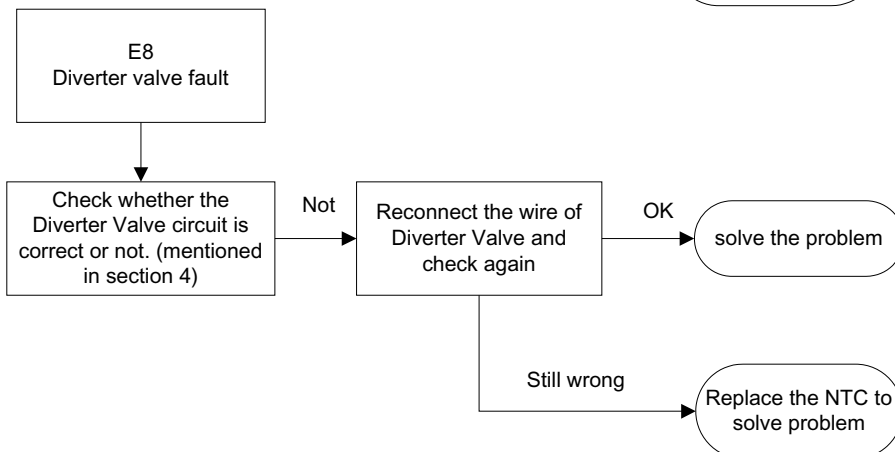 E8
Diverter valve fault
Check whether the
Diverter Valve circuit is
correct or not. (mentioned
in section 4)
Not
Reconnect the wire of
Diverter Valve and
check again
OK
solve the problem
Still wrong
Replace the NTC to
solve problem